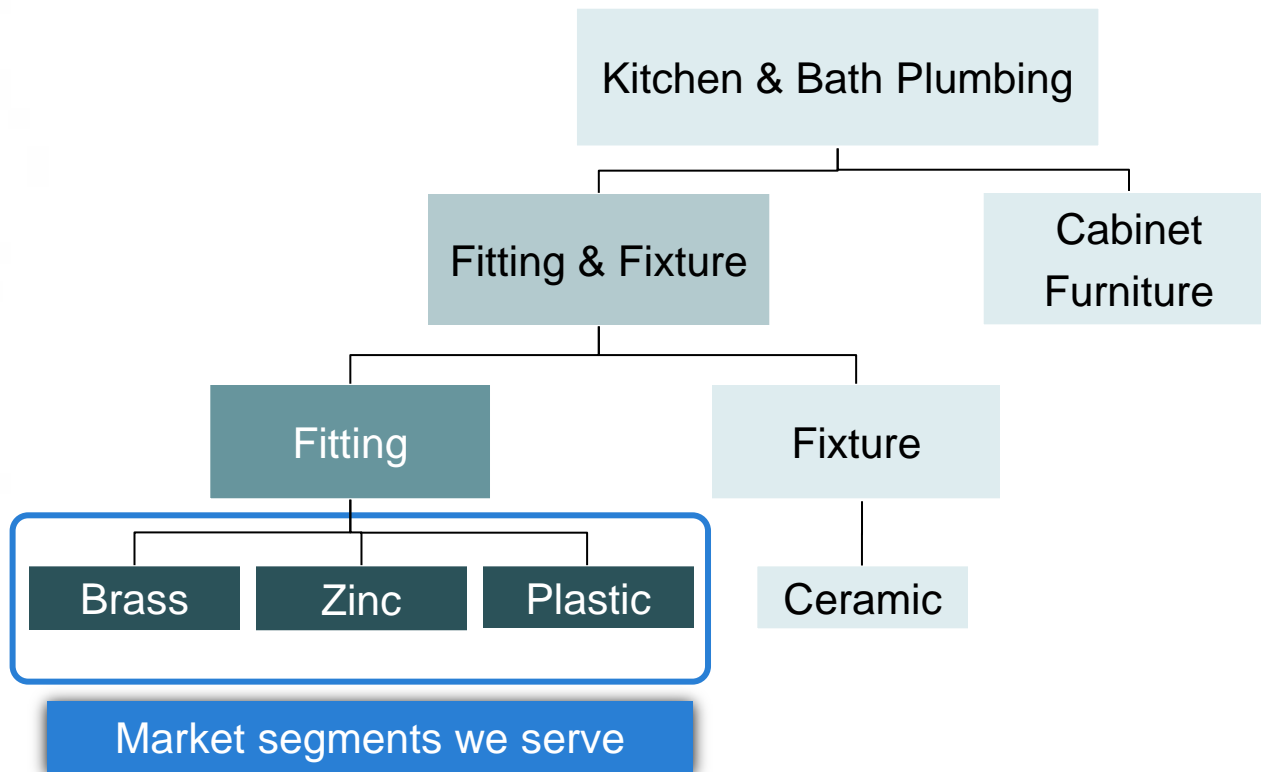 Kitchen & Bath Plumbing
Fitting & Fixture
Cabinet
Furniture
Fitting
Fixture
Brass
Zinc
Plastic
Ceramic
Market segments we serve